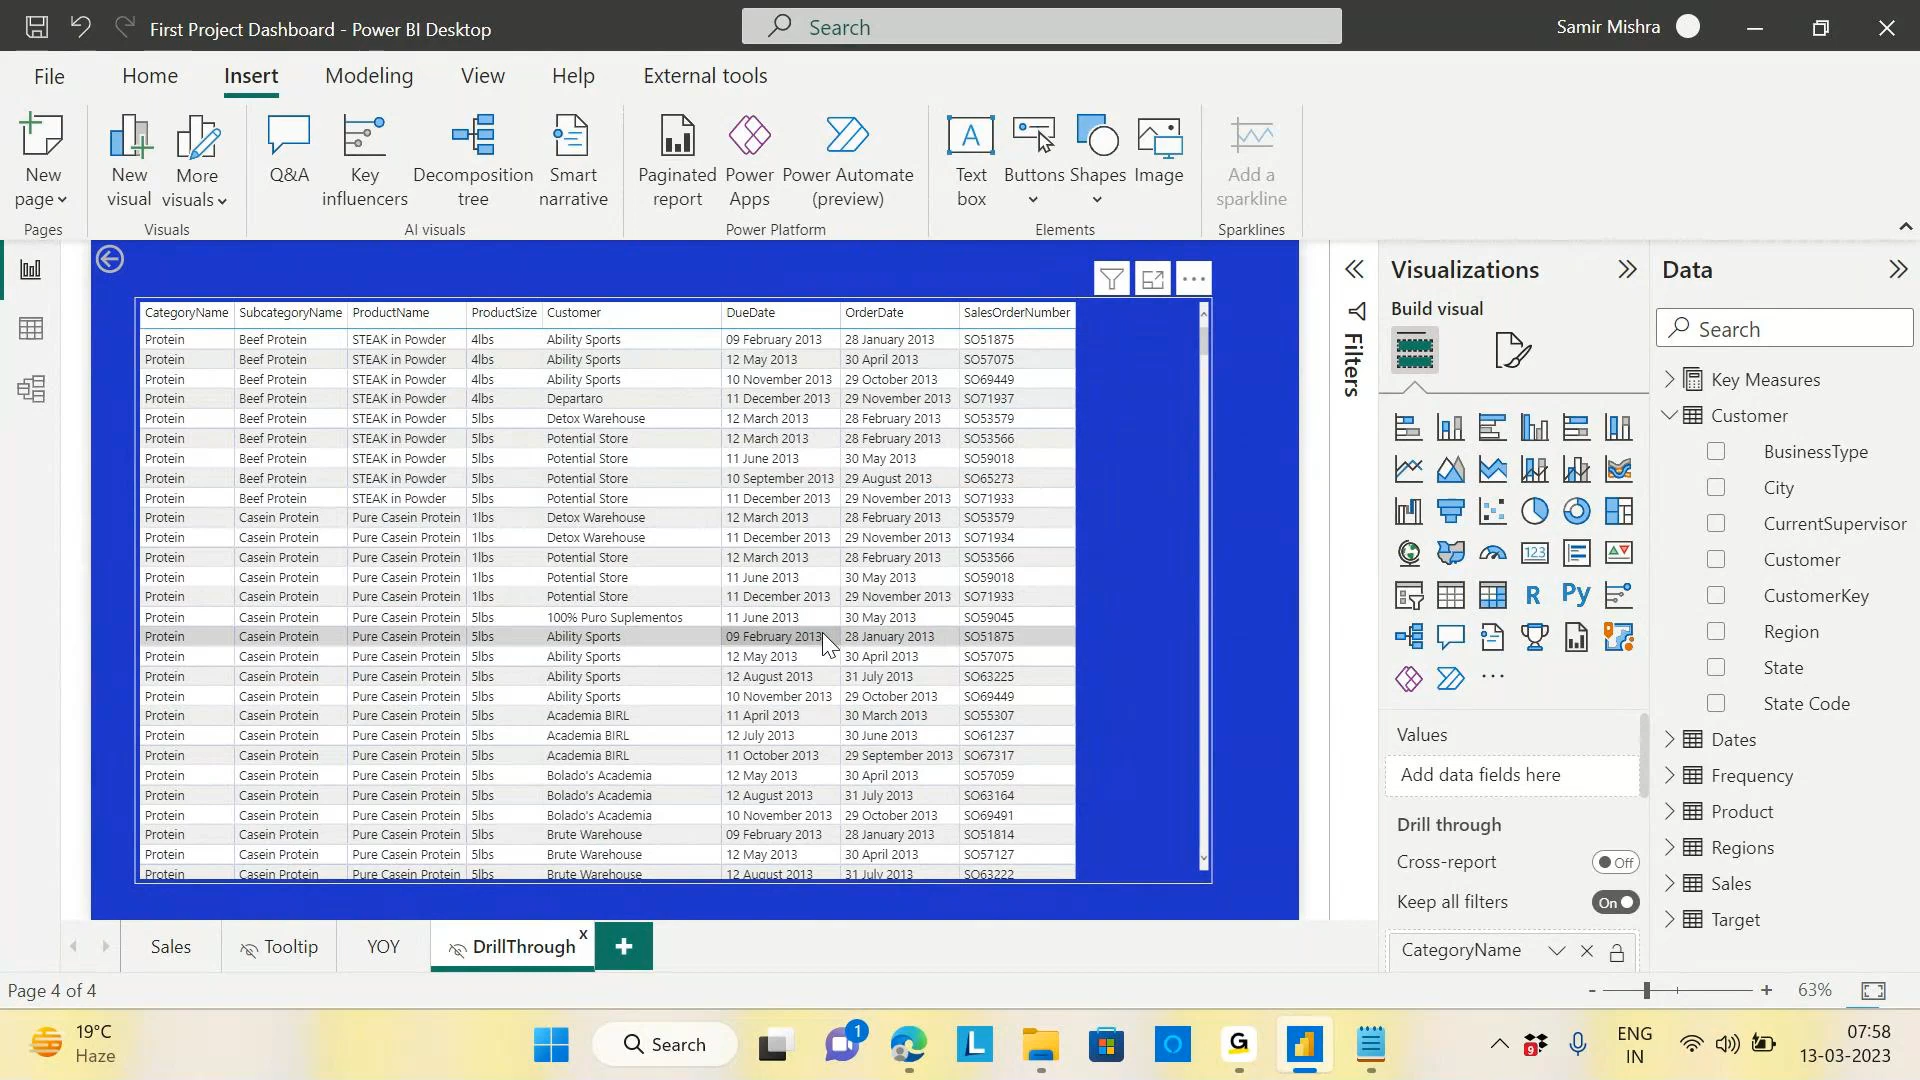 First Project Dashboard - Power BI Desktop
Search
Samir Mishra
File Home Insert Modeling View Help External tools
New page
New visual
More visuals
Q&A
Key influencers
Decomposition tree
Smart narrative
Paginated report
Power Apps
Power Automate (preview)
A
Text box
Buttons
Shapes
Image
Add a sparkline
Pages Visuals AI visuals Power Platform Elements Sparklines
CategoryName SubcategoryName ProductName ProductSize Customer DueDate OrderDate SalesOrderNumber
Protein Beef Protein STEAK in Powder 4lbs Ability Sports 09 February 2013 28 January 2013 SO51875
Protein Beef Protein STEAK in Powder 4lbs Ability Sports 12 May 2013 30 April 2013 SO57075
Protein Beef Protein STEAK in Powder 4lbs Ability Sports 10 November 2013 29 October 2013 SO69449
Protein Beef Protein STEAK in Powder 4lbs Departaro 11 December 2013 29 November 2013 SO71937
Protein Beef Protein STEAK in Powder 5lbs Detox Warehouse 12 March 2013 28 February 2013 SO53579
Protein Beef Protein STEAK in Powder 5lbs Potential Store 12 March 2013 28 February 2013 SO53566
Protein Beef Protein STEAK in Powder 5lbs Potential Store 11 June 2013 30 May 2013 SO59018
Protein Beef Protein STEAK in Powder 5lbs Potential Store 10 September 2013 29 August 2013 SO65273
Protein Beef Protein STEAK in Powder 5lbs Potential Store 11 December 2013 29 November 2013 SO71933
Protein Casein Protein Pure Casein Protein 1lbs Detox Warehouse 12 March 2013 28 February 2013 SO53579
Protein Casein Protein Pure Casein Protein 1lbs Detox Warehouse 11 December 2013 29 November 2013 SO71934
Protein Casein Protein Pure Casein Protein 1lbs Potential Store 12 March 2013 28 February 2013 SO53566
Protein Casein Protein Pure Casein Protein 1lbs Potential Store 11 June 2013 30 May 2013 SO59018
Protein Casein Protein Pure Casein Protein 1lbs Potential Store 11 December 2013 29 November 2013 SO71933
Protein Casein Protein Pure Casein Protein 5lbs 100% Puro Suplementos 11 June 2013 30 May 2013 SO59045
Protein Casein Protein Pure Casein Protein 5lbs Ability Sports 09 February 2013 28 January 2013 SO51875
Protein Casein Protein Pure Casein Protein 5lbs Ability Sports 12 May 2013 30 April 2013 SO57075
Protein Casein Protein Pure Casein Protein 5lbs Ability Sports 12 August 2013 31 July 2013 SO63225
Protein Casein Protein Pure Casein Protein 5lbs Ability Sports 10 November 2013 29 October 2013 SO69449
Protein Casein Protein Pure Casein Protein 5lbs Academia BIRL 11 April 2013 30 March 2013 SO55307
Protein Casein Protein Pure Casein Protein 5lbs Academia BIRL 12 July 2013 30 June 2013 SO61237
Protein Casein Protein Pure Casein Protein 5lbs Academia BIRL 11 October 2013 29 September 2013 SO67317
Protein Casein Protein Pure Casein Protein 5lbs Bolado's Academia 12 May 2013 30 April 2013 SO57059
Protein Casein Protein Pure Casein Protein 5lbs Bolado's Academia 12 August 2013 31 July 2013 SO63164
Protein Casein Protein Pure Casein Protein 5lbs Bolado's Academia 10 November 2013 29 October 2013 SO69491
Protein Casein Protein Pure Casein Protein 5lbs Brute Warehouse 09 February 2013 28 January 2013 SO51814
Protein Casein Protein Pure Casein Protein 5lbs Brute Warehouse 12 May 2013 30 April 2013 SO57127
Protein Casein Protein Pure Casein Protein 5lbs Brute Warehouse 12 August 2013 31 July 2013 SO63222
Filters
Visualizations
Build visual
123
R
Py
Values
Add data fields here
Drill through
Cross-report Off
Keep all filters On
CategoryName
Data
Search
Key Measures
Customer
BusinessType
City
CurrentSupervisor
Customer
CustomerKey
Region
State
State Code
Dates
Frequency
Product
Regions
Sales
Target
Sales Tooltip YOY DrillThrough x +
Page 4 of 4
- + 63%
19°C
Haze
Search
1
L
G
9
ENG
IN
07:58
13-03-2023